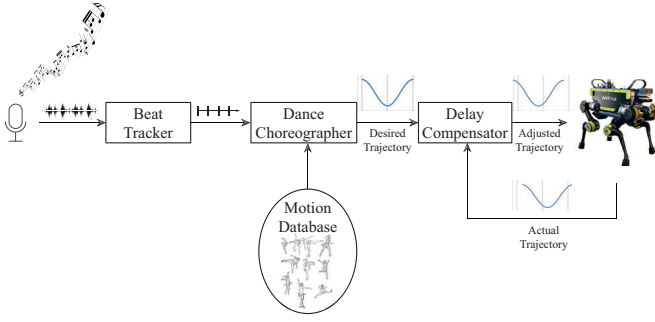 Beat
Tracker
Dance
Choreographer
Desired
Trajectory
Delay
Compensator
Adjusted
Trajectory
Motion
Database
Actual
Trajectory